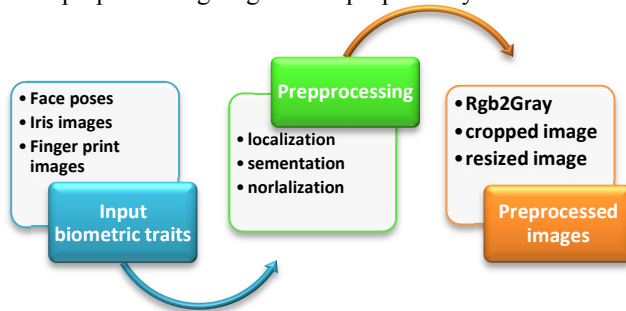 • Face poses
• Iris images
• Finger print
images
Input
biometric traits
Prepprocessing
• localization
• sementation
• norlalization
• Rgb2Gray
• cropped image
• resized image
Preprocessed
images